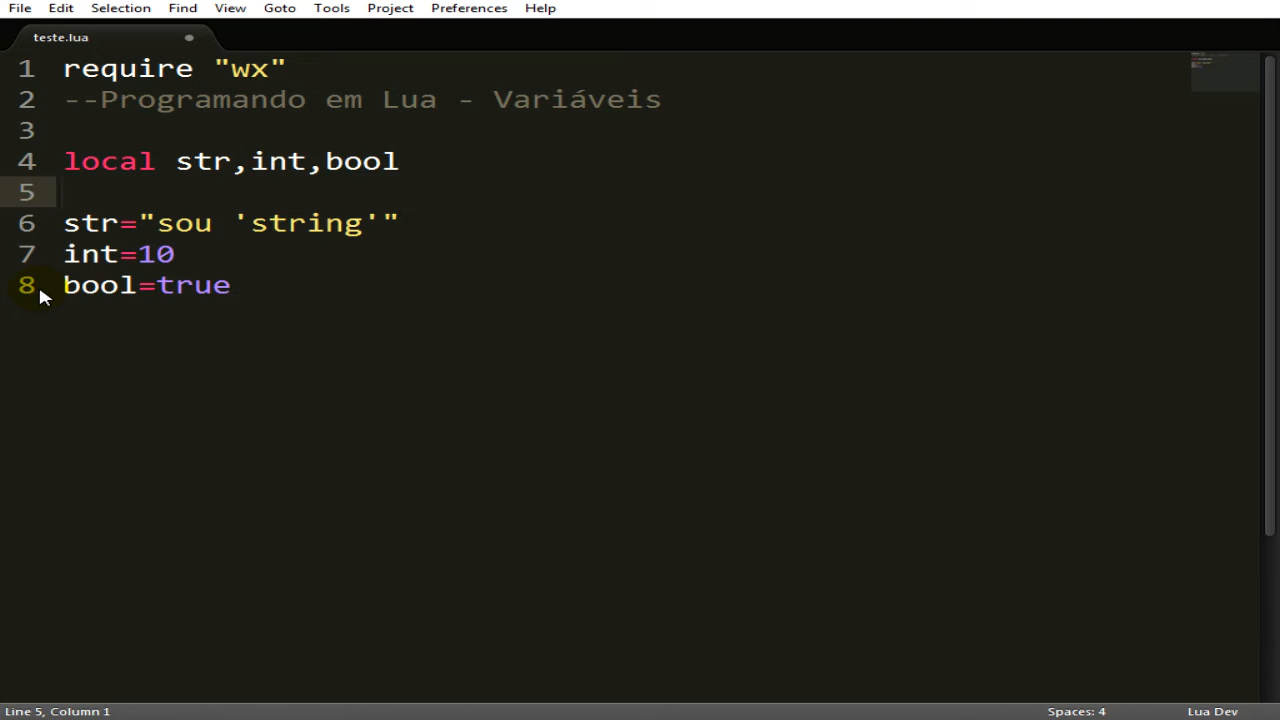 File Edit Selection Find View Goto Tools Project Preferences Help
teste.lua
1 require "wx"
2 --Programando em Lua - Variáveis
3
4 local str,int,bool
5
6 str="sou 'string'"
7 int=10
8 bool=true
Line 5, Column 1 Spaces: 4 Lua Dev